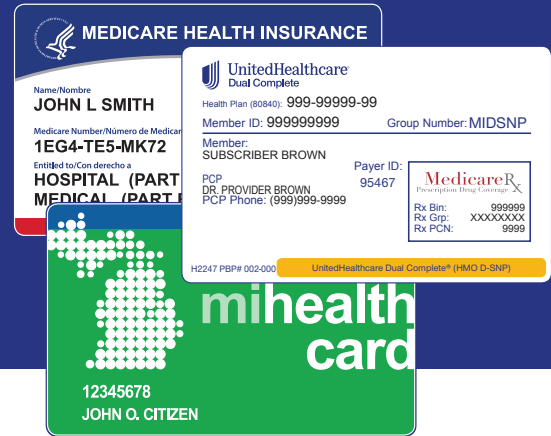 MEDICARE HEALTH INSURANCE
Name/Nombre
JOHN L SMITH
Medicare Number/Número de Medicar
1EG4-TE5-MK72
Entitled to/Con derecho a
HOSPITAL (PART
MEDICAL (PART
UnitedHealthcare®
Dual Complete
Health Plan (80840): 999-99999-99
Member ID: 999999999 Group Number: MIDSNP
Member:
SUBSCRIBER BROWN
PCP
DR. PROVIDER BROWN
PCP Phone: (999)999-9999
Payer ID:
95467
MedicareRx
Prescription Drug Coverage
Rx Bin: 999999
Rx Grp: XXXXXXXX
Rx PCN: 9999
H2247 PBP# 002-000 UnitedHealthcare Dual Complete® (HMO D-SNP)
mihealth
card
12345678
JOHN Q. CITIZEN